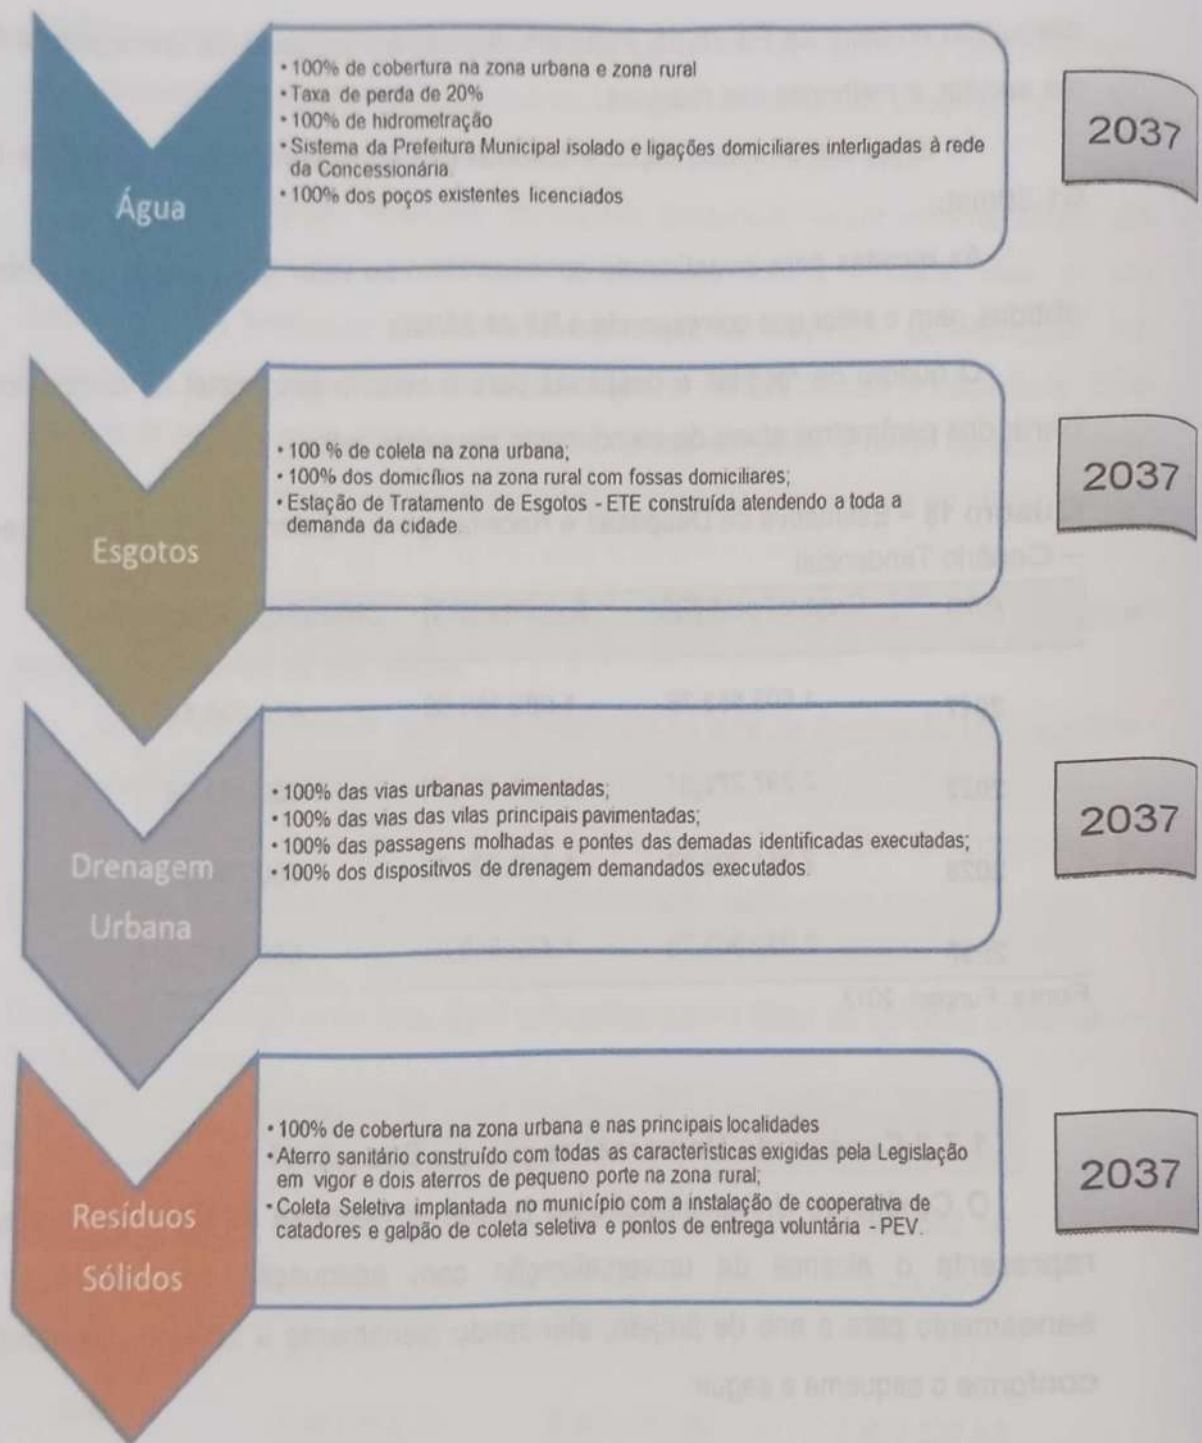 • 100% de cobertura na zona urbana e zona rural
• Taxa de perda de 20%
• 100% de hidrometração
• Sistema da Prefeitura Municipal isolado e ligações domiciliares interligadas à rede
da Concessionária.
• 100% dos poços existentes licenciados
Água
2037
• 100 % de coleta na zona urbana;
• 100% dos domicílios na zona rural com fossas domiciliares;
• Estação de Tratamento de Esgotos - ETE construída atendendo a toda a
demanda da cidade.
Esgotos
2037
• 100% das vias urbanas pavimentadas;
• 100% das vias das vilas principais pavimentadas;
• 100% das passagens molhadas e pontes das demadas identificadas executadas;
• 100% dos dispositivos de drenagem demandados executados.
Drenagem
Urbana
2037
• 100% de cobertura na zona urbana e nas principais localidades
• Aterro sanitário construído com todas as características exigidas pela Legislação
em vigor e dois aterros de pequeno porte na zona rural;
• Coleta Seletiva implantada no município com a instalação de cooperativa de
catadores e galpão de coleta seletiva e pontos de entrega voluntária - PEV.
Resíduos
Sólidos
2037